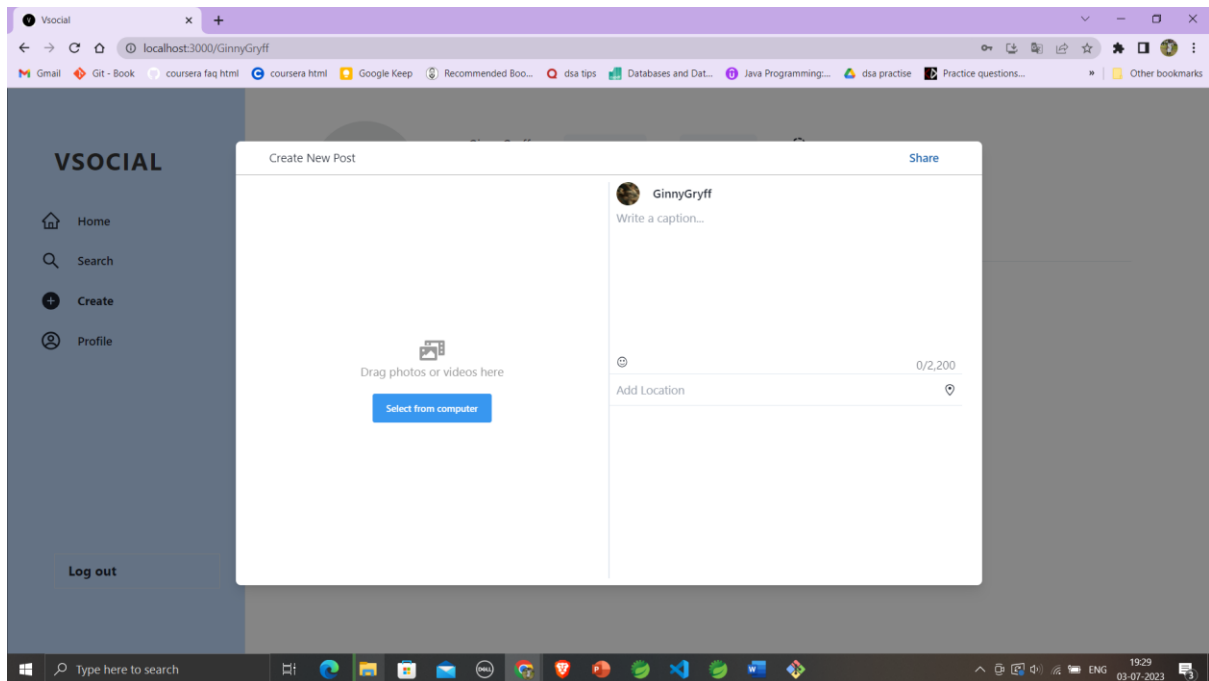 Vsocial
localhost:3000/GinnyGryff
Gmail Git - Book coursera faq html coursera html Google Keep Recommended Boo... dsa tips Databases and Dat... Java Programming:... dsa practise Practice questions... » Other bookmarks
VSOCIAL
Home
Search
Create
Profile
Log out
Create New Post Share
GinnyGryff
Write a caption...
0/2,200
Add Location
Drag photos or videos here
Select from computer
Type here to search
DELL
ENG
19:29
03-07-2023
3